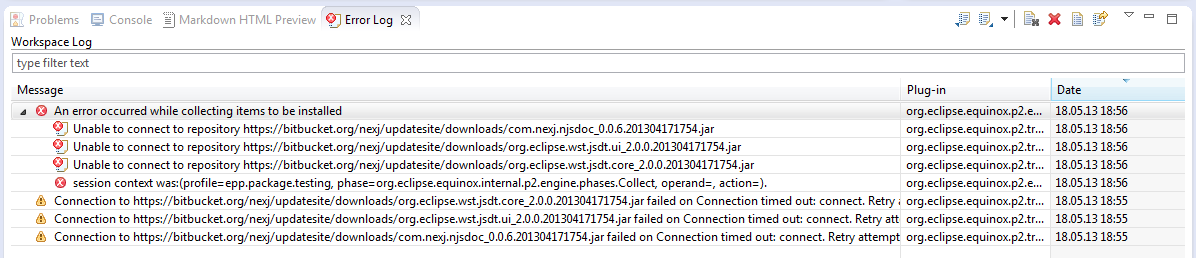 Problems Console Markdown HTML Preview Error Log
Workspace Log
type filter text
Message Plug-in Date
An error occurred while collecting items to be installed org.eclipse.equinox.p2.e... 18.05.13 18:56
Unable to connect to repository https://bitbucket.org/nexj/updatesite/downloads/com.nexj.njsdoc_0.0.6.201304171754.jar org.eclipse.equinox.p2.tr... 18.05.13 18:56
Unable to connect to repository https://bitbucket.org/nexj/updatesite/downloads/org.eclipse.wst.jsdt.ui_2.0.0.201304171754.jar org.eclipse.equinox.p2.tr... 18.05.13 18:56
Unable to connect to repository https://bitbucket.org/nexj/updatesite/downloads/org.eclipse.wst.jsdt.core_2.0.0.201304171754.jar org.eclipse.equinox.p2.tr... 18.05.13 18:56
session context was:(profile=epp.package.testing, phase=org.eclipse.equinox.internal.p2.engine.phases.Collect, operand=, action=). org.eclipse.equinox.p2.e... 18.05.13 18:56
Connection to https://bitbucket.org/nexj/updatesite/downloads/org.eclipse.wst.jsdt.core_2.0.0.201304171754.jar failed on Connection timed out: connect. Retry a org.eclipse.equinox.p2.tr... 18.05.13 18:55
Connection to https://bitbucket.org/nexj/updatesite/downloads/org.eclipse.wst.jsdt.ui_2.0.0.201304171754.jar failed on Connection timed out: connect. Retry att org.eclipse.equinox.p2.tr... 18.05.13 18:55
Connection to https://bitbucket.org/nexj/updatesite/downloads/com.nexj.njsdoc_0.0.6.201304171754.jar failed on Connection timed out: connect. Retry attempt org.eclipse.equinox.p2.tr... 18.05.13 18:55